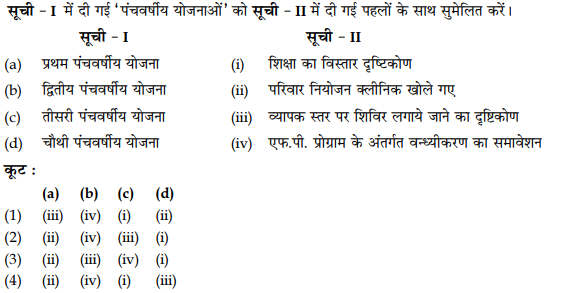 सूची – I में दी गई 'पंचवर्षीय योजनाओं' को सूची – II में दी गई पहलों के साथ सुमेलित करें।
सूची – I सूची – II
(a) प्रथम पंचवर्षीय योजना (i) शिक्षा का विस्तार दृष्टिकोण
(b) द्वितीय पंचवर्षीय योजना (ii) परिवार नियोजन क्लीनिक खोले गए
(c) तीसरी पंचवर्षीय योजना (iii) व्यापक स्तर पर शिविर लगाये जाने का दृष्टिकोण
(d) चौथी पंचवर्षीय योजना (iv) एफ.पी. प्रोग्राम के अंतर्गत वन्ध्यीकरण का समावेशन
कूट :
(a) (b) (c) (d)
(1) (iii) (iv) (i) (ii)
(2) (ii) (iv) (iii) (i)
(3) (ii) (iii) (iv) (i)
(4) (ii) (iv) (i) (iii)